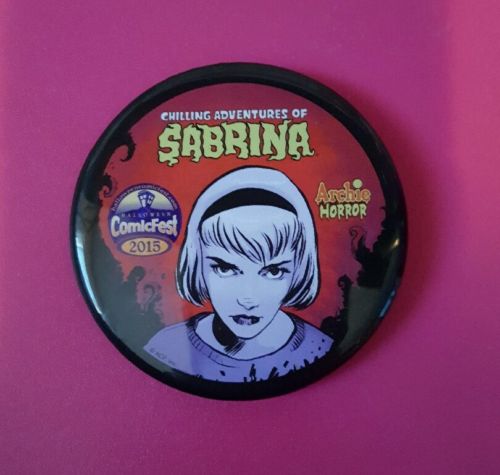 CHILLING ADVENTURES OF
SABRINA
HALLOWEEN
ComicFest
2015
Archie
HORROR